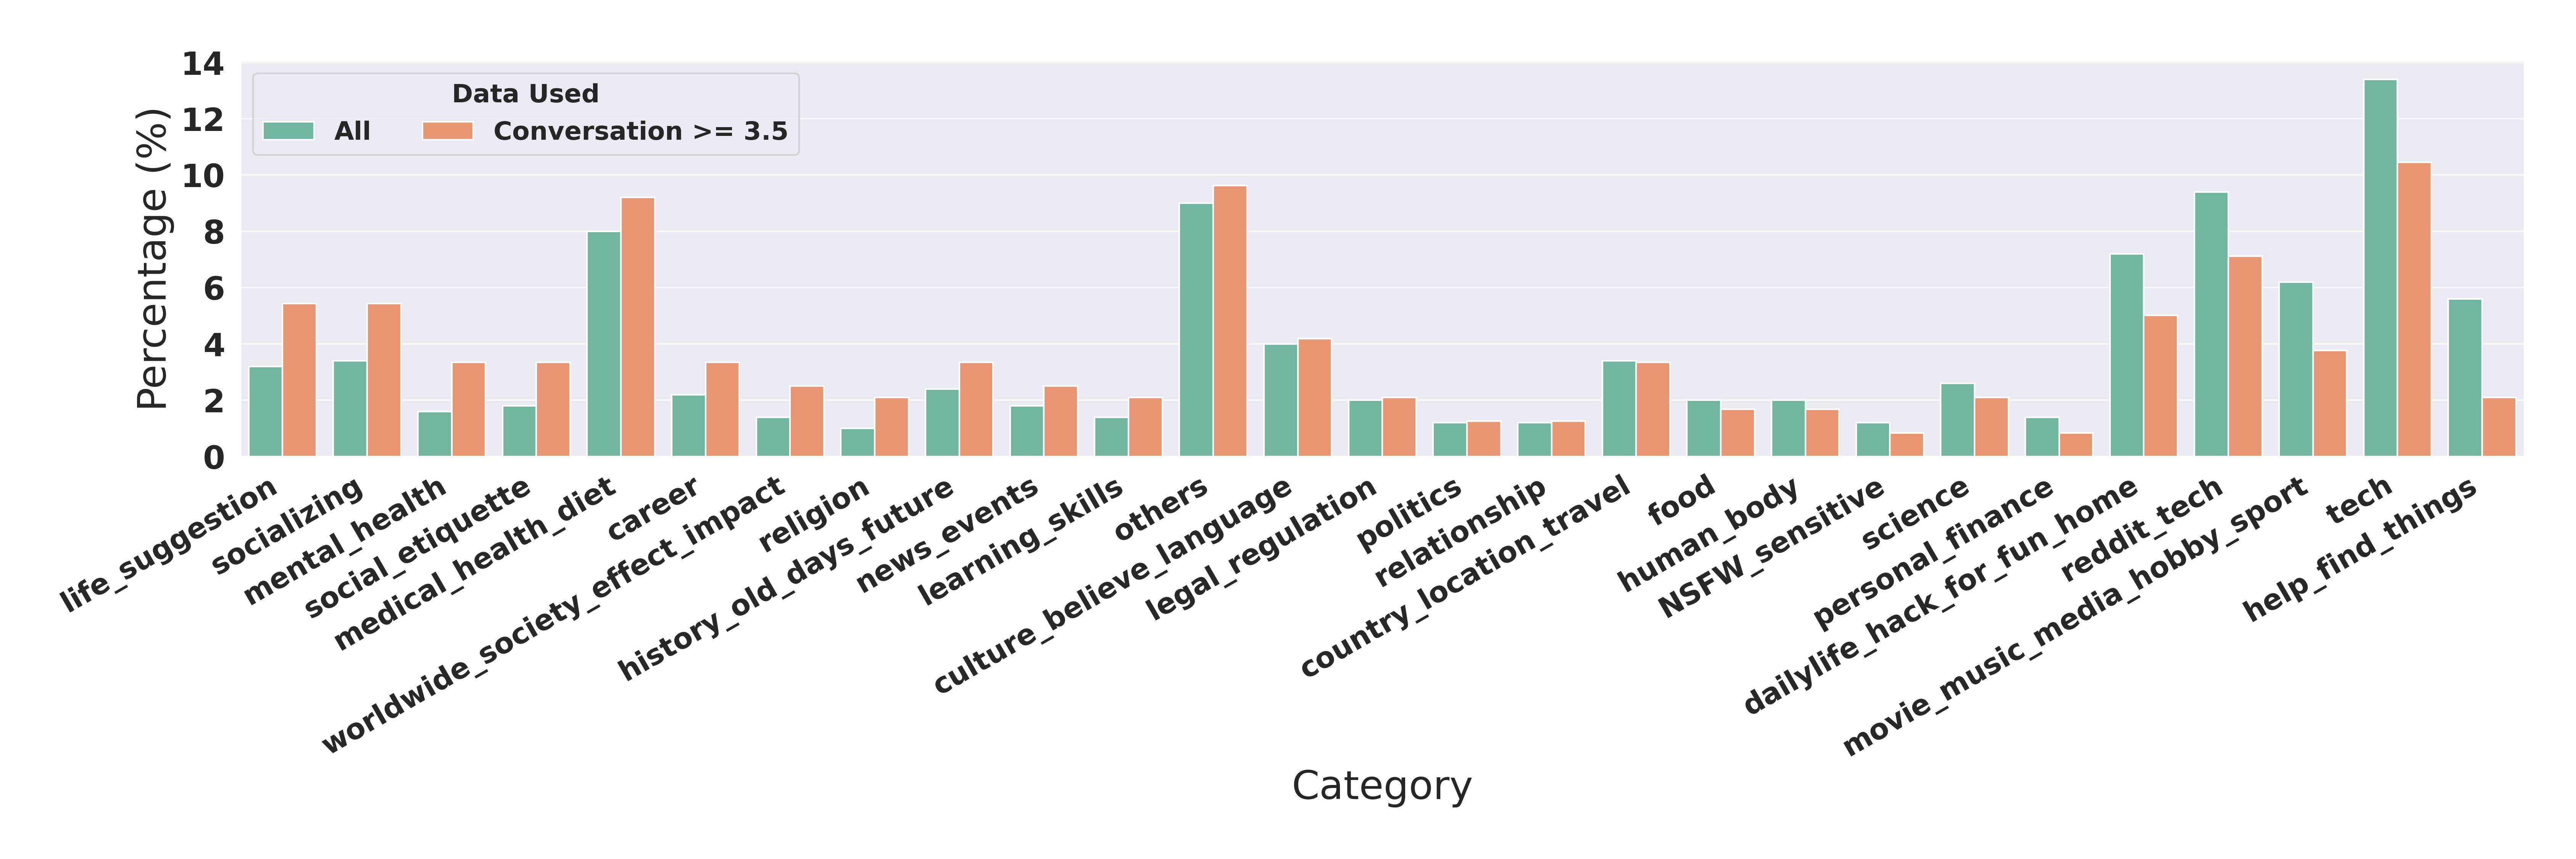 14
12
10
8
6
4
2
0
Percentage (%)
Data Used
All
Conversation >= 3.5
life_suggestion
socializing
mental_health
social_etiquette
medical_health_diet
career
worldwide_society_effect_impact
religion
history_old_days_future
news_events
learning_skills
others
culture_believe_language
legal_regulation
politics
relationship
country_location_travel
food
human_body
NSFW_sensitive
science
personal_finance
dailylife_hack_for_fun_home
reddit_tech
movie_music_media_hobby_sport
tech
help_find_things
Category